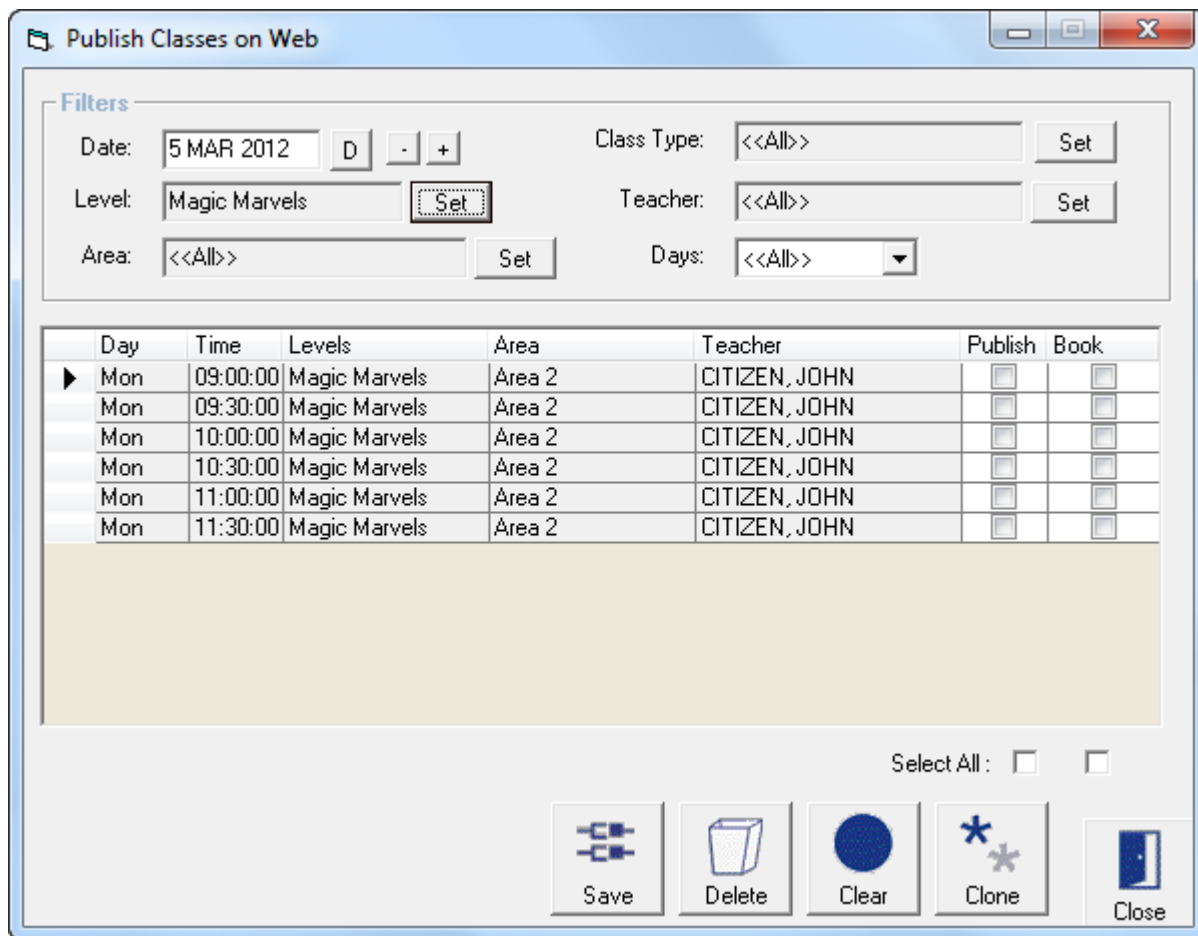 Publish Classes on Web
Filters
Date: 5 MAR 2012 D - + Class Type: <<All>> Set
Level: Magic Marvels Set Teacher: <<All>> Set
Area: <<All>> Set Days: <<All>>
Day Time Levels Area Teacher Publish Book
Mon 09:00:00 Magic Marvels Area 2 CITIZEN, JOHN
Mon 09:30:00 Magic Marvels Area 2 CITIZEN, JOHN
Mon 10:00:00 Magic Marvels Area 2 CITIZEN, JOHN
Mon 10:30:00 Magic Marvels Area 2 CITIZEN, JOHN
Mon 11:00:00 Magic Marvels Area 2 CITIZEN, JOHN
Mon 11:30:00 Magic Marvels Area 2 CITIZEN, JOHN
Select All :
Save Delete Clear Clone Close